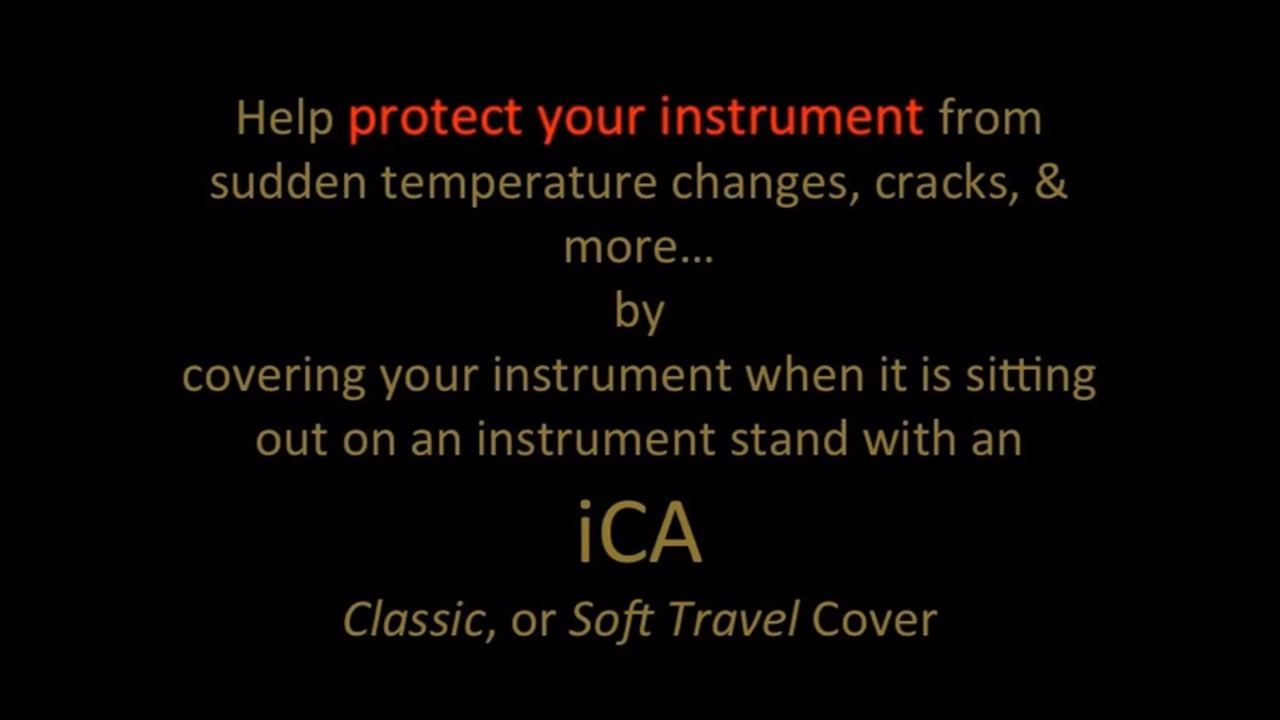 Help protect your instrument from
sudden temperature changes, cracks, &
more...
by
covering your instrument when it is sitting
out on an instrument stand with an
iCA
Classic, or Soft Travel Cover